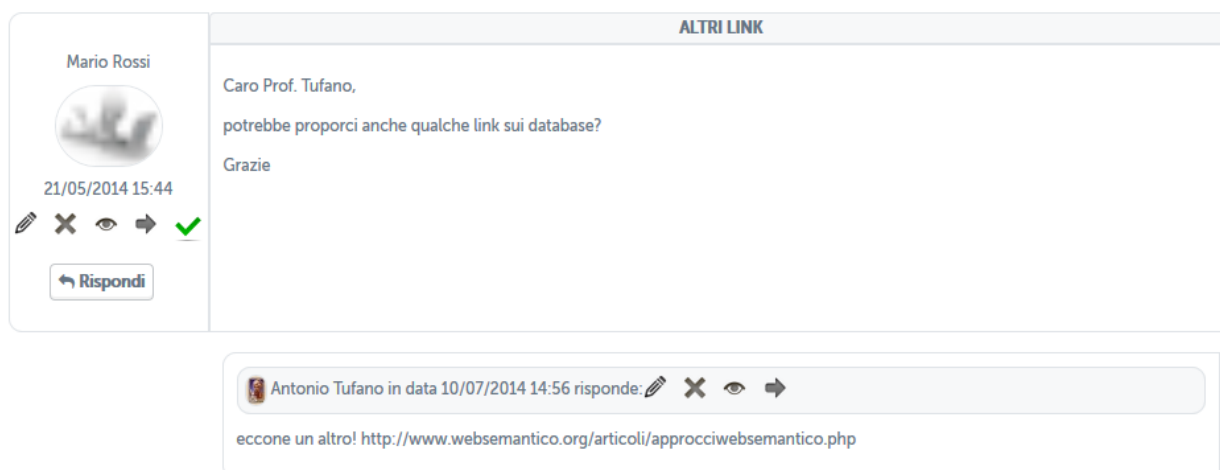 ALTRI LINK
Mario Rossi
Caro Prof. Tufano,
potrebbe proporci anche qualche link sui database?
Grazie
21/05/2014 15:44
Rispondi
Antonio Tufano in data 10/07/2014 14:56 risponde:
eccone un altro! http://www.websemantico.org/articoli/approcciwebsemantico.php